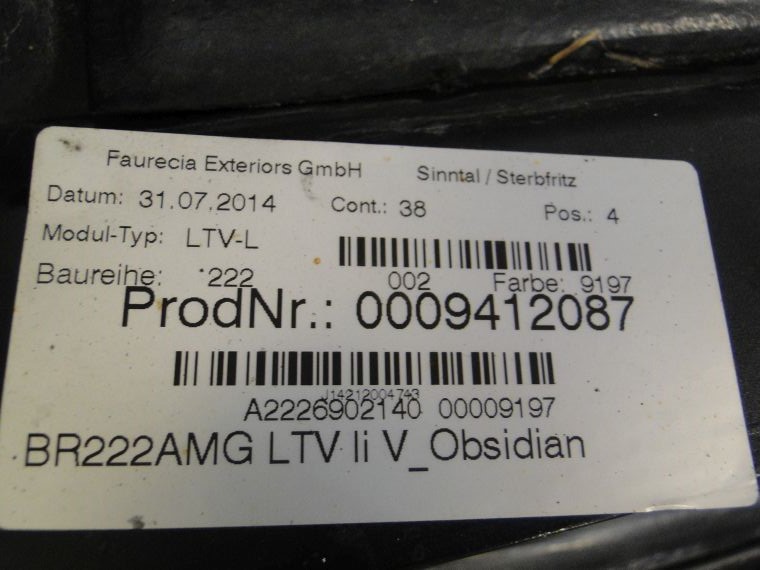 Faurecia Exteriors GmbH Sinntal / Sterbfritz
Datum: 31.07.2014 Cont.: 38 Pos.: 4
Modul-Typ: LTV-L
Baureihe: 222 002 Farbe: 9197
ProdNr.: 0009412087
J14212004743
A2226902140 00009197
BR222AMG LTV li V_Obsidian